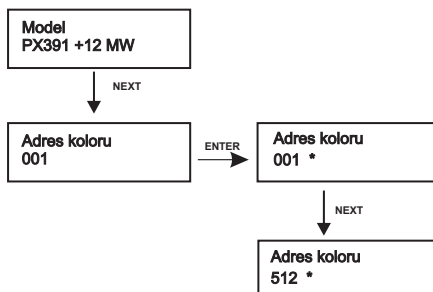 Model
PX391 +12 MW
NEXT
Adres koloru
001
ENTER
Adres koloru
001 *
NEXT
Adres koloru
512 *